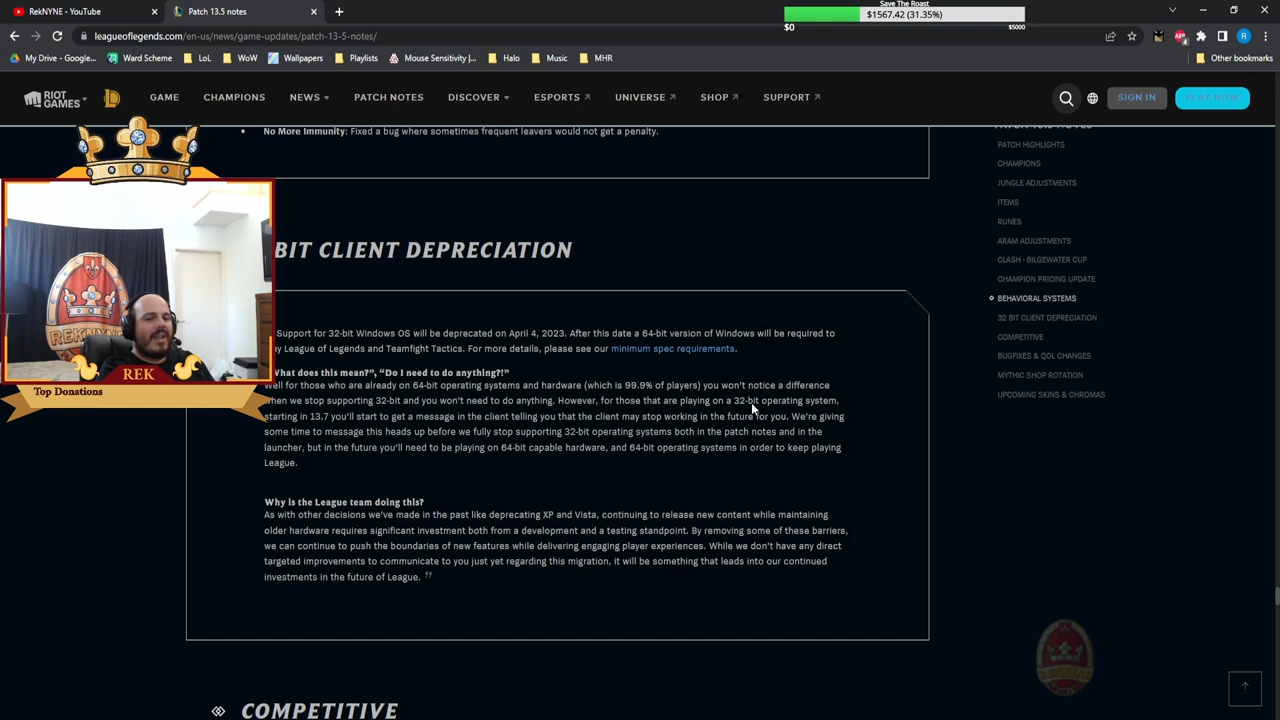 RekNYNE - YouTube
Patch 13.5 notes
Save The Roast
$1567.42 (31.35%)
$0
$5000
leagueoflegends.com/en-us/news/game-updates/patch-13-5-notes/
My Drive - Google...
Ward Scheme
LoL
WoW
Wallpapers
Playlists
Mouse Sensitivity |...
Halo
Music
MHR
Other bookmarks
RIOT GAMES
GAME
CHAMPIONS
NEWS
PATCH NOTES
DISCOVER
ESPORTS
UNIVERSE
SHOP
SUPPORT
SIGN IN
PLAY NOW
No More Immunity: Fixed a bug where sometimes frequent leavers would not get a penalty.
BIT CLIENT DEPRECIATION
Support for 32-bit Windows OS will be deprecated on April 4, 2023. After this date a 64-bit version of Windows will be required to
League of Legends and Teamfight Tactics. For more details, please see our minimum spec requirements.
What does this mean?”, “Do I need to do anything?!”
Well for those who are already on 64-bit operating systems and hardware (which is 99.9% of players) you won’t notice a difference
when we stop supporting 32-bit and you won’t need to do anything. However, for those that are playing on a 32-bit operating system,
starting in 13.7 you’ll start to get a message in the client telling you that the client may stop working in the future for you. We’re giving
some time to message this heads up before we fully stop supporting 32-bit operating systems both in the patch notes and in the
launcher, but in the future you’ll need to be playing on 64-bit capable hardware, and 64-bit operating systems in order to keep playing
League.
Why is the League team doing this?
As with other decisions we’ve made in the past like deprecating XP and Vista, continuing to release new content while maintaining
older hardware requires significant investment both from a development and a testing standpoint. By removing some of these barriers,
we can continue to push the boundaries of new features while delivering engaging player experiences. While we don’t have any direct
targeted improvements to communicate to you just yet regarding this migration, it will be something that leads into our continued
investments in the future of League. ”
COMPETITIVE
PATCH 13.5 NOTES
PATCH HIGHLIGHTS
CHAMPIONS
JUNGLE ADJUSTMENTS
ITEMS
RUNES
ARAM ADJUSTMENTS
CLASH - BILGEWATER CUP
CHAMPION PRICING UPDATE
BEHAVIORAL SYSTEMS
32 BIT CLIENT DEPRECIATION
COMPETITIVE
BUGFIXES & QOL CHANGES
MYTHIC SHOP ROTATION
UPCOMING SKINS & CHROMAS
REKNYNE
REK
Top Donations